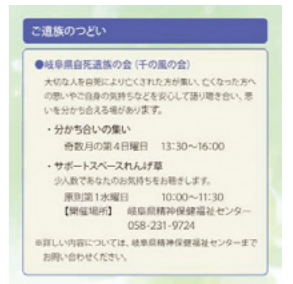 ご遺族のつどい
●岐阜県自死遺族の会（千の風の会）
大切な人を自死により亡くされた方が集い、亡くなった方へ
の思いやご自身の気持ちなどを安心して語り聴き合い、思
いを分かち合える場があります。
・分かち合いの集い
奇数月の第4日曜日　13:30～16:00
・サポートスペースれんげ草
少人数であなたのお気持ちをお聴きします。
原則第1水曜日　10:00～11:30
【開催場所】　岐阜県精神保健福祉センター
058-231-9724
※詳しい内容については、岐阜県精神保健福祉センターまで
お問い合わせください。